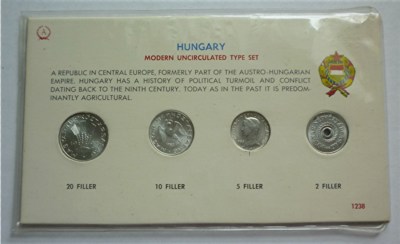 HUNGARY
MODERN UNCIRCULATED TYPE SET
A REPUBLIC IN CENTRAL EUROPE, FORMERLY PART OF THE AUSTRO-HUNGARIAN
EMPIRE. HUNGARY HAS A HISTORY OF POLITICAL TURMOIL AND CONFLICT
DATING BACK TO THE NINTH CENTURY. TODAY AS IN THE PAST IT IS PREDOM-
INANTLY AGRICULTURAL.
20 FILLER 10 FILLER 5 FILLER 2 FILLER
1238